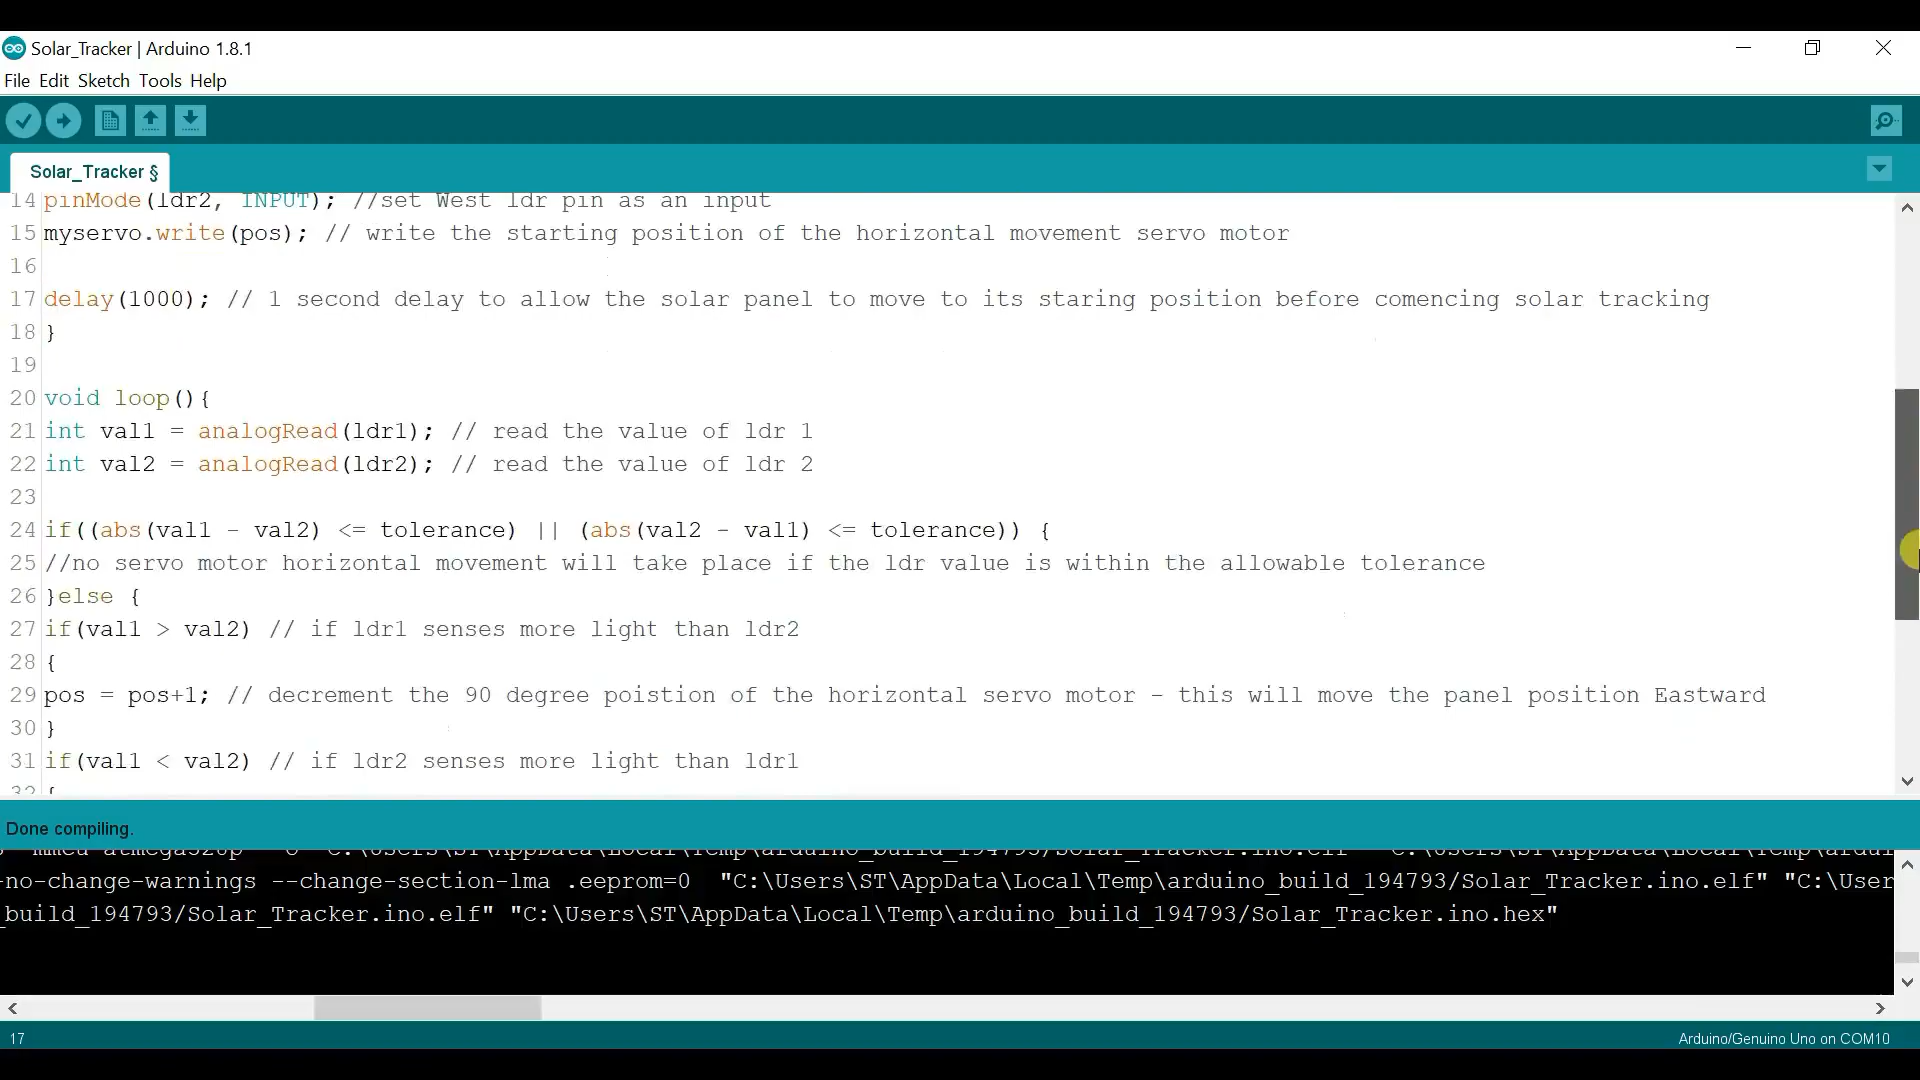 Solar_Tracker | Arduino 1.8.1
File Edit Sketch Tools Help
Solar_Tracker §
14 pinMode(ldr2, INPUT); //set West ldr pin as an input
15 myservo.write(pos); // write the starting position of the horizontal movement servo motor
16
17 delay(1000); // 1 second delay to allow the solar panel to move to its staring position before comencing solar tracking
18 }
19
20 void loop(){
21 int val1 = analogRead(ldr1); // read the value of ldr 1
22 int val2 = analogRead(ldr2); // read the value of ldr 2
23
24 if((abs(val1 - val2) <= tolerance) || (abs(val2 - val1) <= tolerance)) {
25 //no servo motor horizontal movement will take place if the ldr value is within the allowable tolerance
26 }else {
27 if(val1 > val2) // if ldr1 senses more light than ldr2
28 {
29 pos = pos+1; // decrement the 90 degree poistion of the horizontal servo motor - this will move the panel position Eastward
30 }
31 if(val1 < val2) // if ldr2 senses more light than ldr1
32 {
Done compiling.
-no-change-warnings --change-section-lma .eeprom=0  "C:\Users\ST\AppData\Local\Temp\arduino_build_194793/Solar_Tracker.ino.elf" "C:\User
_build_194793/Solar_Tracker.ino.elf" "C:\Users\ST\AppData\Local\Temp\arduino_build_194793/Solar_Tracker.ino.hex"
17
Arduino/Genuino Uno on COM10